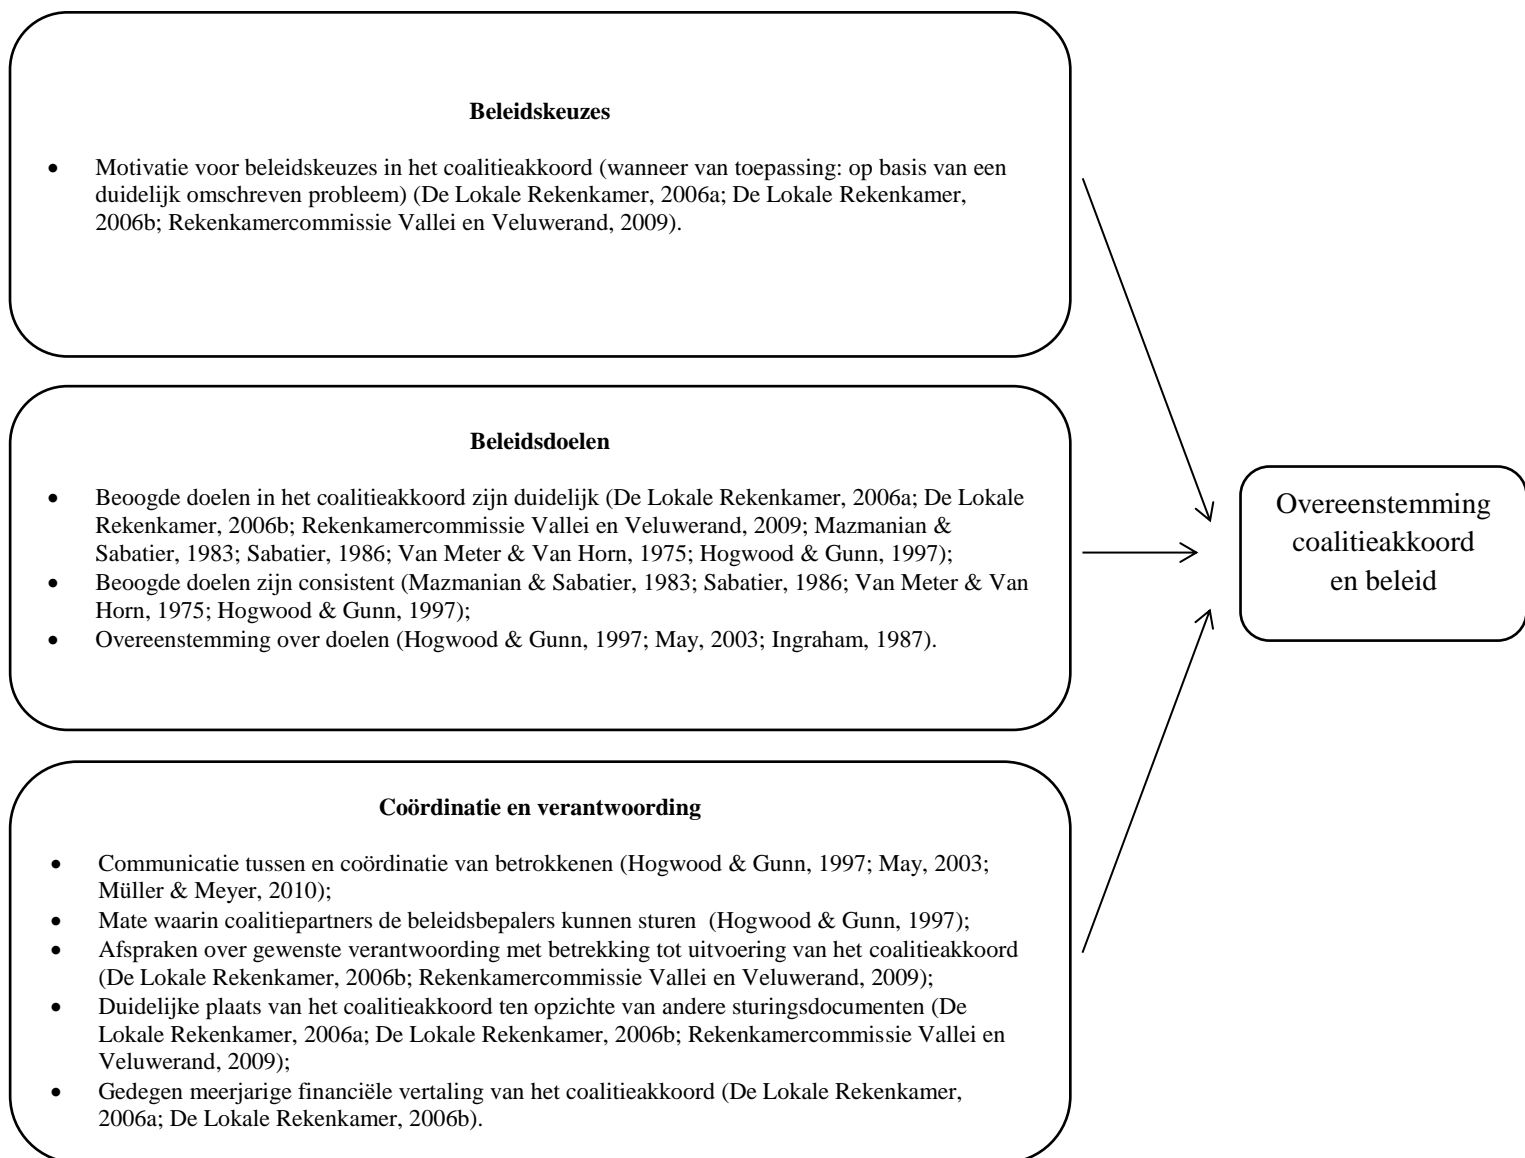 Beleidskeuzes
• Motivatie voor beleidskeuzes in het coalitieakkoord (wanneer van toepassing: op basis van een
duidelijk omschreven probleem) (De Lokale Rekenkamer, 2006a; De Lokale Rekenkamer,
2006b; Rekenkamercommissie Vallei en Veluwerand, 2009).
Beleidsdoelen
• Beoogde doelen in het coalitieakkoord zijn duidelijk (De Lokale Rekenkamer, 2006a; De Lokale
Rekenkamer, 2006b; Rekenkamercommissie Vallei en Veluwerand, 2009; Mazmanian &
Sabatier, 1983; Sabatier, 1986; Van Meter & Van Horn, 1975; Hogwood & Gunn, 1997);
• Beoogde doelen zijn consistent (Mazmanian & Sabatier, 1983; Sabatier, 1986; Van Meter & Van
Horn, 1975; Hogwood & Gunn, 1997);
• Overeenstemming over doelen (Hogwood & Gunn, 1997; May, 2003; Ingraham, 1987).
Coördinatie en verantwoording
• Communicatie tussen en coördinatie van betrokkenen (Hogwood & Gunn, 1997; May, 2003;
Müller & Meyer, 2010);
• Mate waarin coalitiepartners de beleidsbepalers kunnen sturen (Hogwood & Gunn, 1997);
• Afspraken over gewenste verantwoording met betrekking tot uitvoering van het coalitieakkoord
(De Lokale Rekenkamer, 2006b; Rekenkamercommissie Vallei en Veluwerand, 2009);
• Duidelijke plaats van het coalitieakkoord ten opzichte van andere sturingsdocumenten (De
Lokale Rekenkamer, 2006a; De Lokale Rekenkamer, 2006b; Rekenkamercommissie Vallei en
Veluwerand, 2009);
• Gedegen meerjarige financiële vertaling van het coalitieakkoord (De Lokale Rekenkamer,
2006a; De Lokale Rekenkamer, 2006b).
Overeenstemming
coalitieakkoord
en beleid